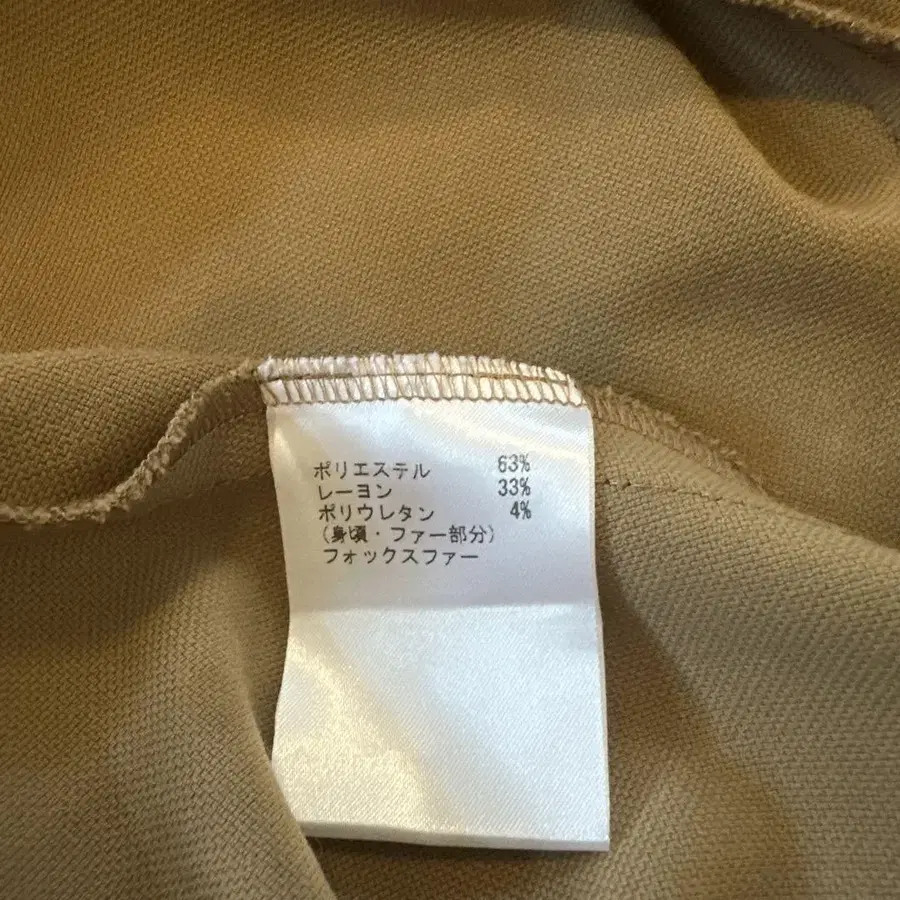 ポリエステル 63%
レーヨン 33%
ポリウレタン 4%
(身頃・ファー部分)
フォックスファー